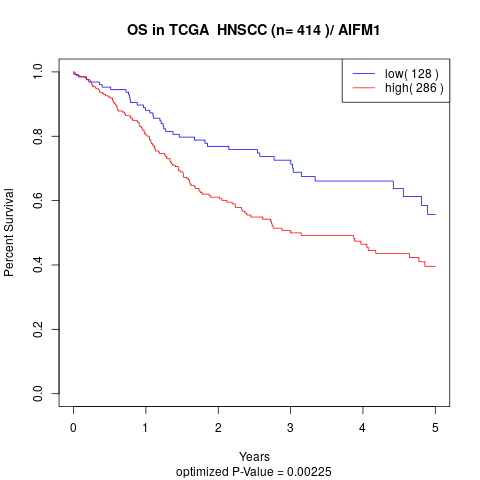 OS in TCGA  HNSCC (n= 414 )/ AIFM1
low( 128 )
high( 286 )
Percent Survival
1.0
0.8
0.6
0.4
0.2
0.0
0 1 2 3 4 5
Years
optimized P-Value = 0.00225